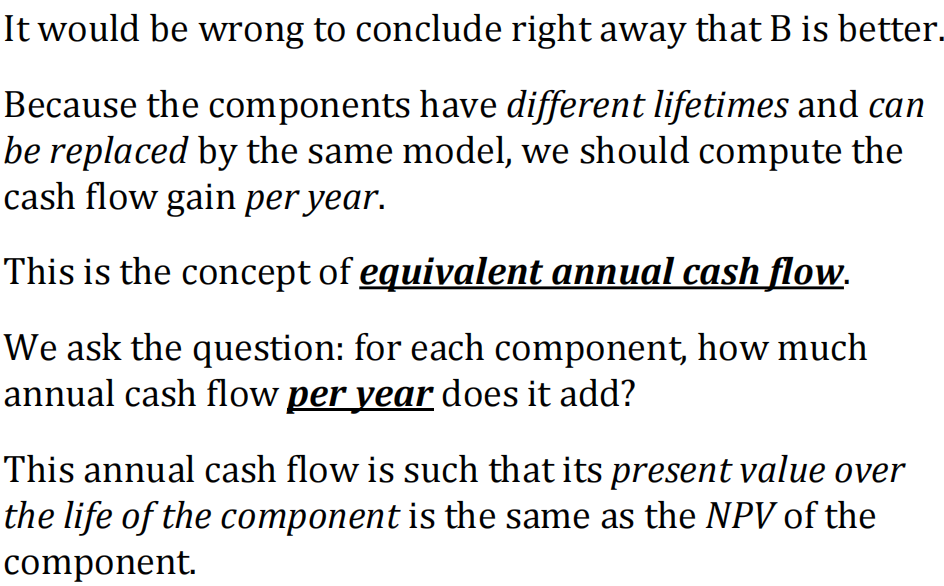 It would be wrong to conclude right away that B is better.
Because the components have different lifetimes and can
be replaced by the same model, we should compute the
cash flow gain per year.
This is the concept of equivalent annual cash flow.
We ask the question: for each component, how much
annual cash flow per year does it add?
This annual cash flow is such that its present value over
the life of the component is the same as the NPV of the
component.